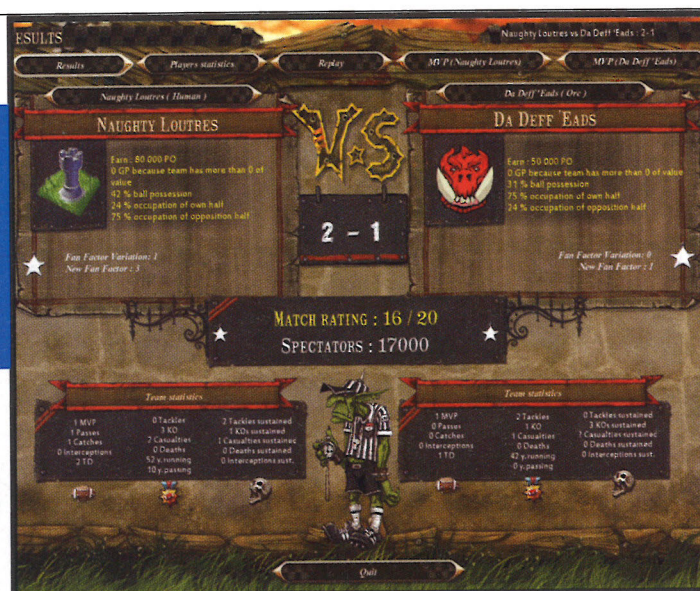 ESULTS
Naughty Loutres vs Da Deff 'Eads : 2-1
Results
Players statistics
Replay
MVP (Naughty Loutres)
MVP (Da Deff 'Eads)
Naughty Loutres ( Human )
NAUGHTY LOUTRES
Earn : 50 000 PO
0 GP because team has more than 0 of
value
42 % ball possession
24 % occupation of own half
75 % occupation of opposition half
Fan Factor Variation: 1
New Fan Factor : 3
V.S
2 - 1
Da Deff 'Eads ( Orc )
DA DEFF 'EADS
Earn : 50 000 PO
0 GP because team has more than 0 of
value
31 % ball possession
75 % occupation of own half
24 % occupation of opposition half
Fan Factor Variation: 0
New Fan Factor : 1
MATCH RATING : 16 / 20
SPECTATORS : 17000
Team statistics
1 MVP
1 Passes
1 Catches
0 Interceptions
2 TD
0 Tackles
3 KO
2 Casualties
0 Deaths
52 y. running
10 y. passing
2 Tackles sustained
1 KOs sustained
1 Casualties sustained
0 Deaths sustained
0 Interceptions sust.
Team statistics
1 MVP
0 Passes
0 Catches
0 Interceptions
1 TD
2 Tackles
1 KO
1 Casualties
0 Deaths
42 y. running
0 y. passing
0 Tackles sustained
3 KOs sustained
Casualties sustained
0 Deaths sustained
0 Interceptions sust.
Quit